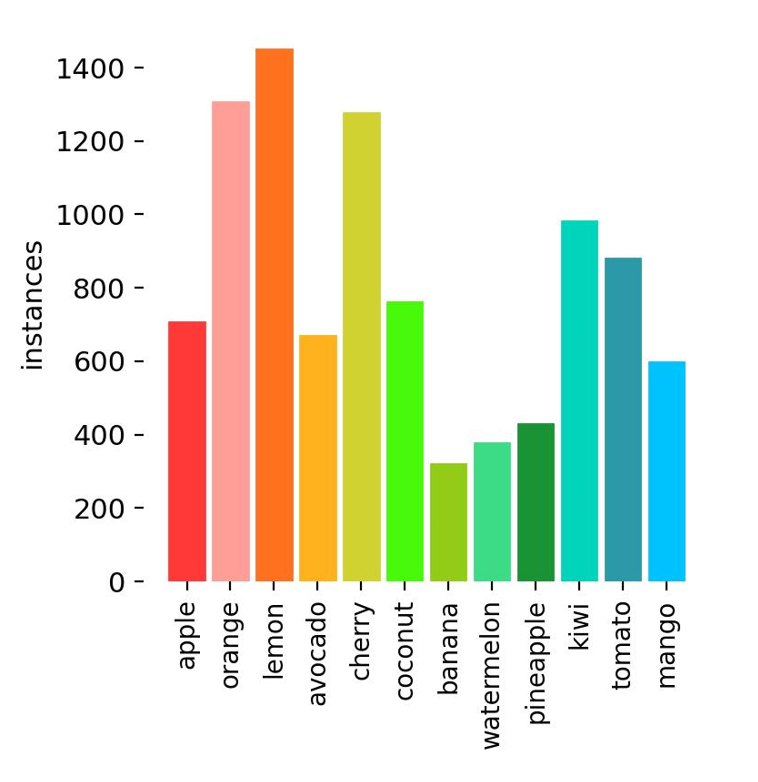 instances
1400
1200
1000
800
600
400
200
0
apple
orange
lemon
avocado
cherry
coconut
banana
watermelon
pineapple
kiwi
tomato
mango